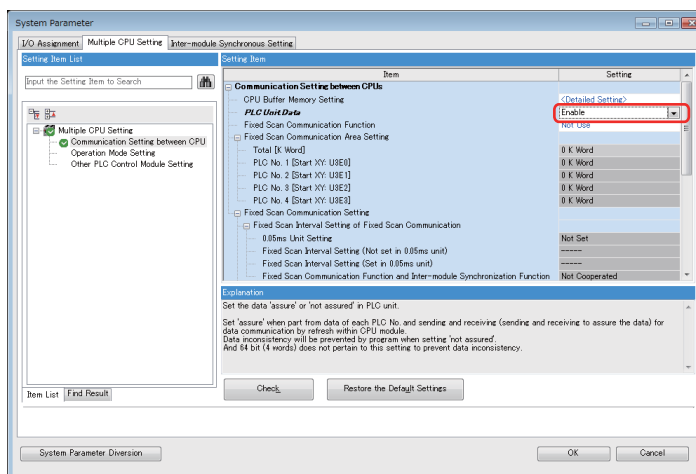 System Parameter
I/O Assignment Multiple CPU Setting Inter-module Synchronous Setting
Setting Item List
Input the Setting Item to Search
Multiple CPU Setting
Communication Setting between CPU
Operation Mode Setting
Other PLC Control Module Setting
Item List Find Result
Setting Item
Item Setting
Communication Setting between CPUs
CPU Buffer Memory Setting <Detailed Setting>
PLC Unit Data Enable
Fixed Scan Communication Function Not Use
Fixed Scan Communication Area Setting
Total [K Word] 0 K Word
PLC No. 1 [Start XY: U3E0] 0 K Word
PLC No. 2 [Start XY: U3E1] 0 K Word
PLC No. 3 [Start XY: U3E2] 0 K Word
PLC No. 4 [Start XY: U3E3] 0 K Word
Fixed Scan Communication Setting
Fixed Scan Interval Setting of Fixed Scan Communication
0.05ms Unit Setting Not Set
Fixed Scan Interval Setting (Not set in 0.05ms unit) -----
Fixed Scan Interval Setting (Set in 0.05ms unit) -----
Fixed Scan Communication Function and Inter-module Synchronization Function Not Cooperated
Explanation
Set the data 'assure' or 'not assured' in PLC unit.
Set 'assure' when part from data of each PLC No. and sending and receiving (sending and receiving to assure the data) for
data communication by refresh within CPU module.
Data inconsistency will be prevented by program when setting 'not assured'.
And 64 bit (4 words) does not pertain to this setting to prevent data inconsistency.
Check Restore the Default Settings
System Parameter Diversion OK Cancel